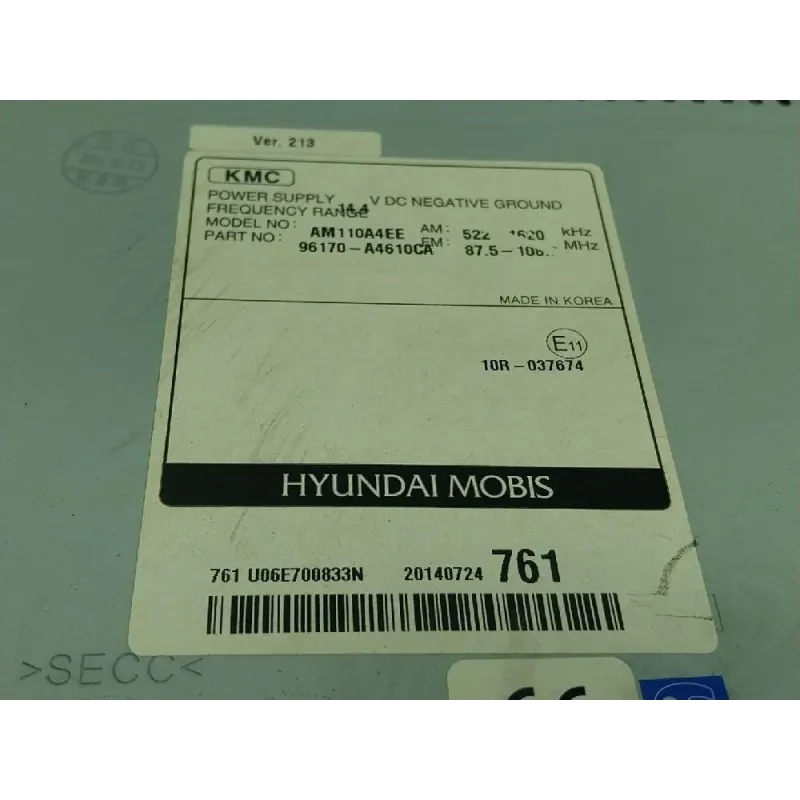 Ver. 213
KMC
POWER SUPPLY 14.4 V DC NEGATIVE GROUND
FREQUENCY RANGE AM: 522 - 1620 kHz
FM: 87.5-108. MHz
MODEL NO: AM110A4EE
PART NO: 96170-A4610CA
MADE IN KOREA
E11
10R-037674
HYUNDAI MOBIS
761 U06E700833N 20140724 761
>SECC<